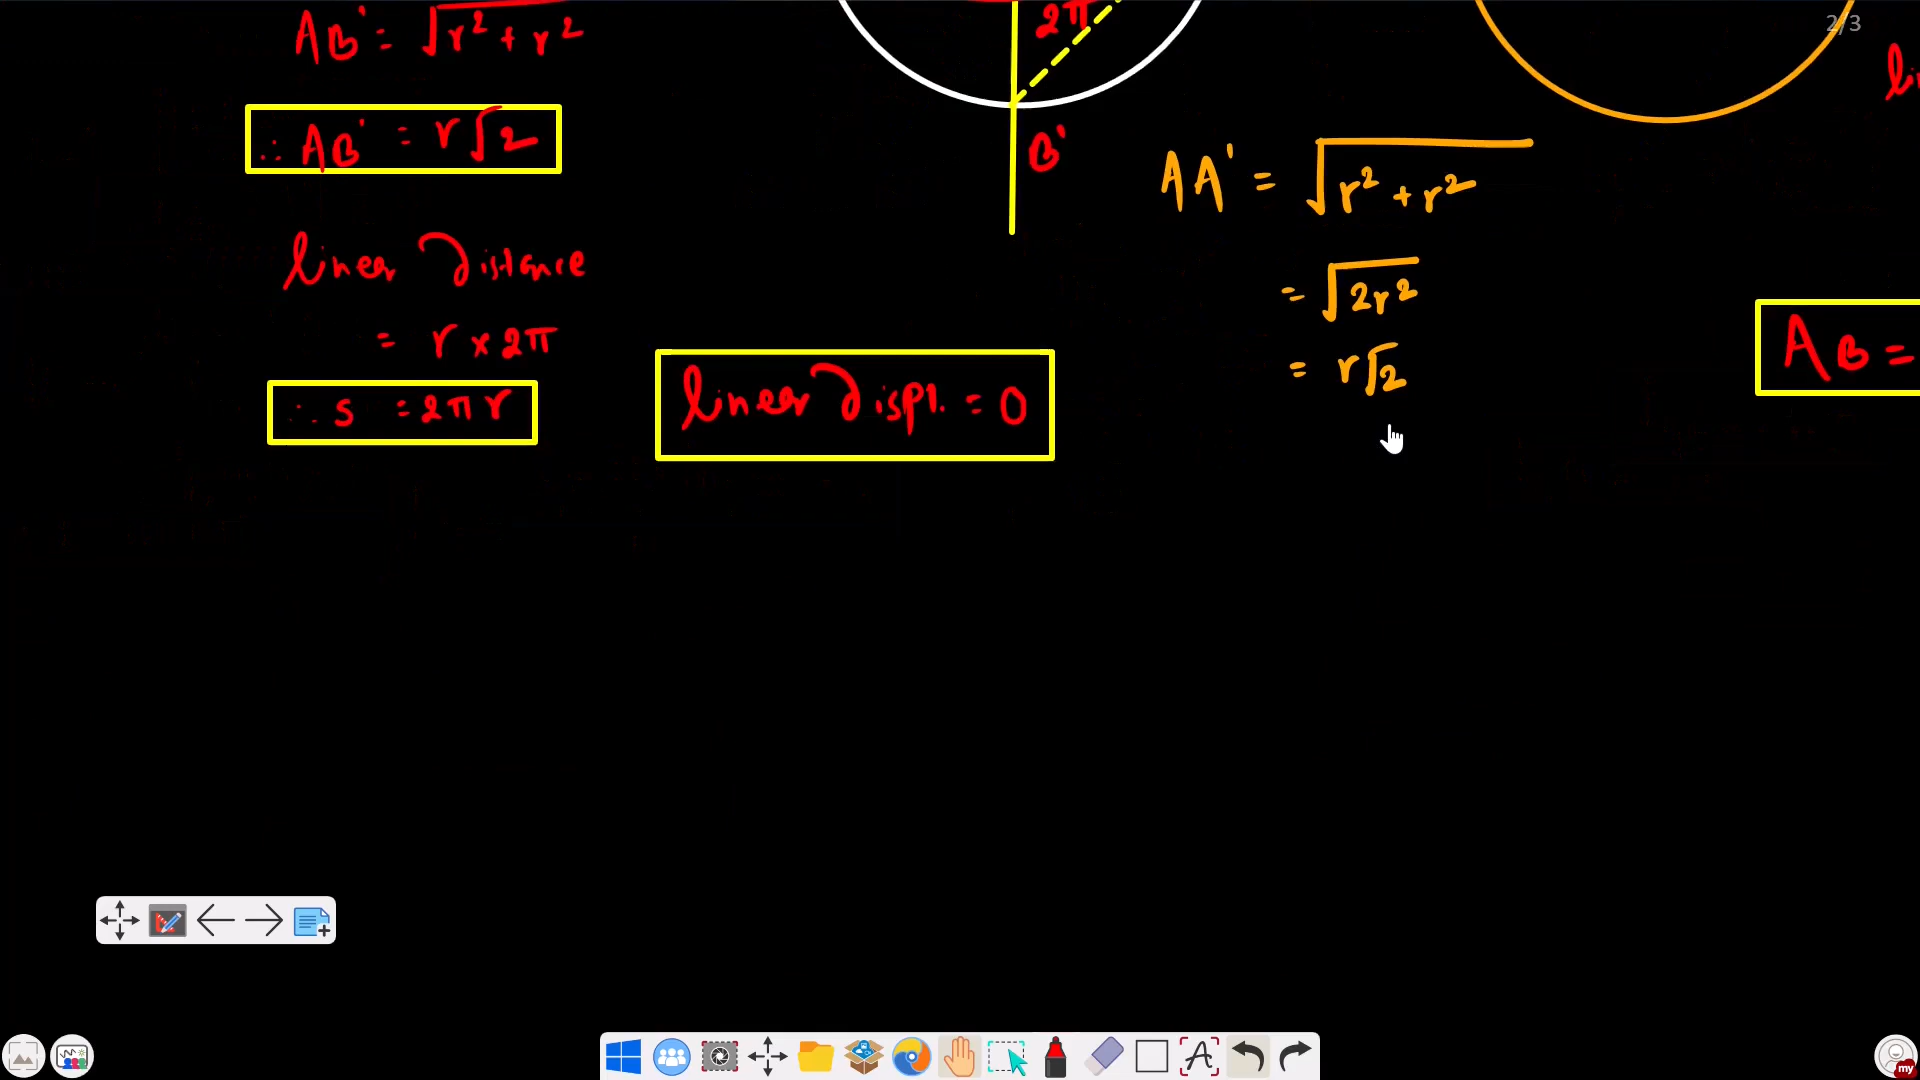 AB' = √r² + r²
∴ AB' = r√2
linear Distance
= r × 2π
∴ s = 2πr
2π
B'
linear Displ. = 0
2/3
AA' = √r² + r²
= √2r²
= r√2
AB =
my